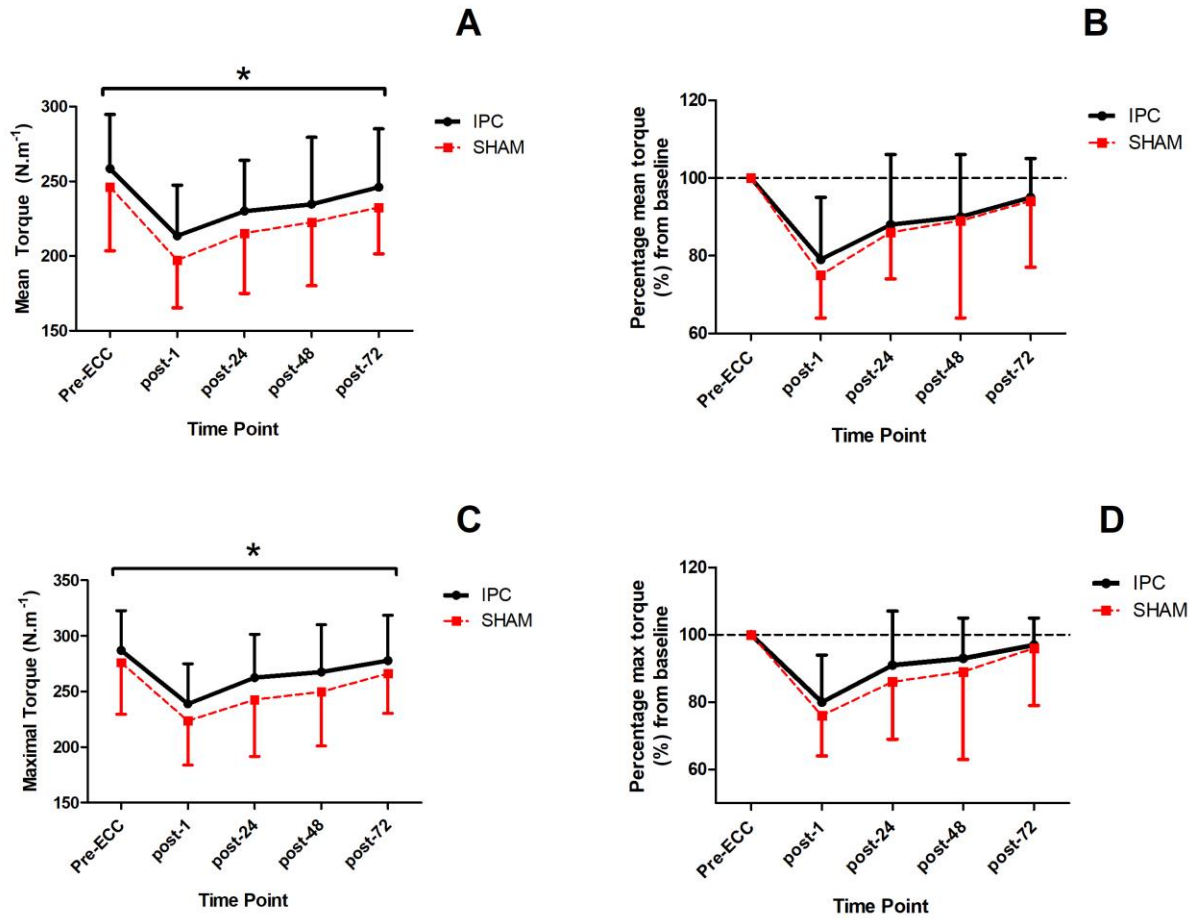 A
*
Mean Torque (N.m⁻¹)
300
250
200
150
IPC
SHAM
Pre-ECC
post-1
post-24
post-48
post-72
Time Point
B
Percentage mean torque
(%) from baseline
120
100
80
60
IPC
SHAM
Pre-ECC
post-1
post-24
post-48
post-72
Time Point
C
*
Maximal Torque (N.m⁻¹)
350
300
250
200
150
IPC
SHAM
Pre-ECC
post-1
post-24
post-48
post-72
Time Point
D
Percentage max torque
(%) from baseline
120
100
80
60
IPC
SHAM
Pre-ECC
post-1
post-24
post-48
post-72
Time Point